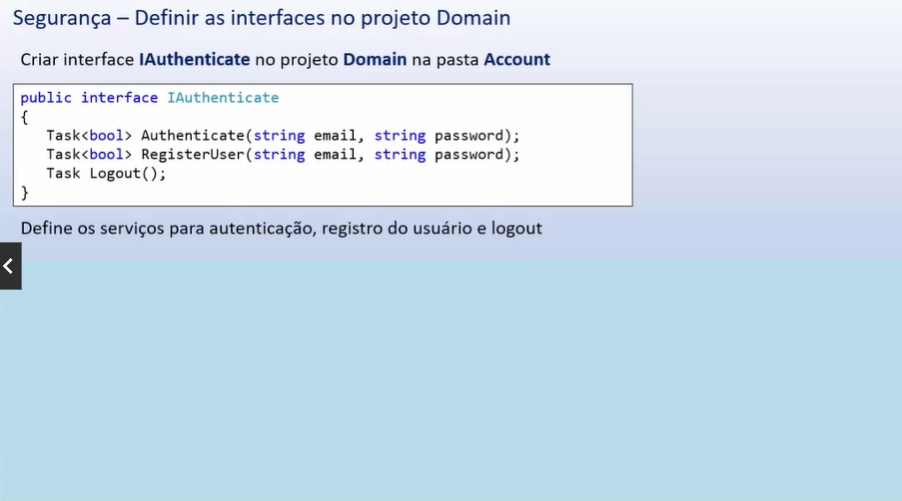 Segurança – Definir as interfaces no projeto Domain
Criar interface IAuthenticate no projeto Domain na pasta Account
public interface IAuthenticate
{
Task<bool> Authenticate(string email, string password);
Task<bool> RegisterUser(string email, string password);
Task Logout();
}
Define os serviços para autenticação, registro do usuário e logout